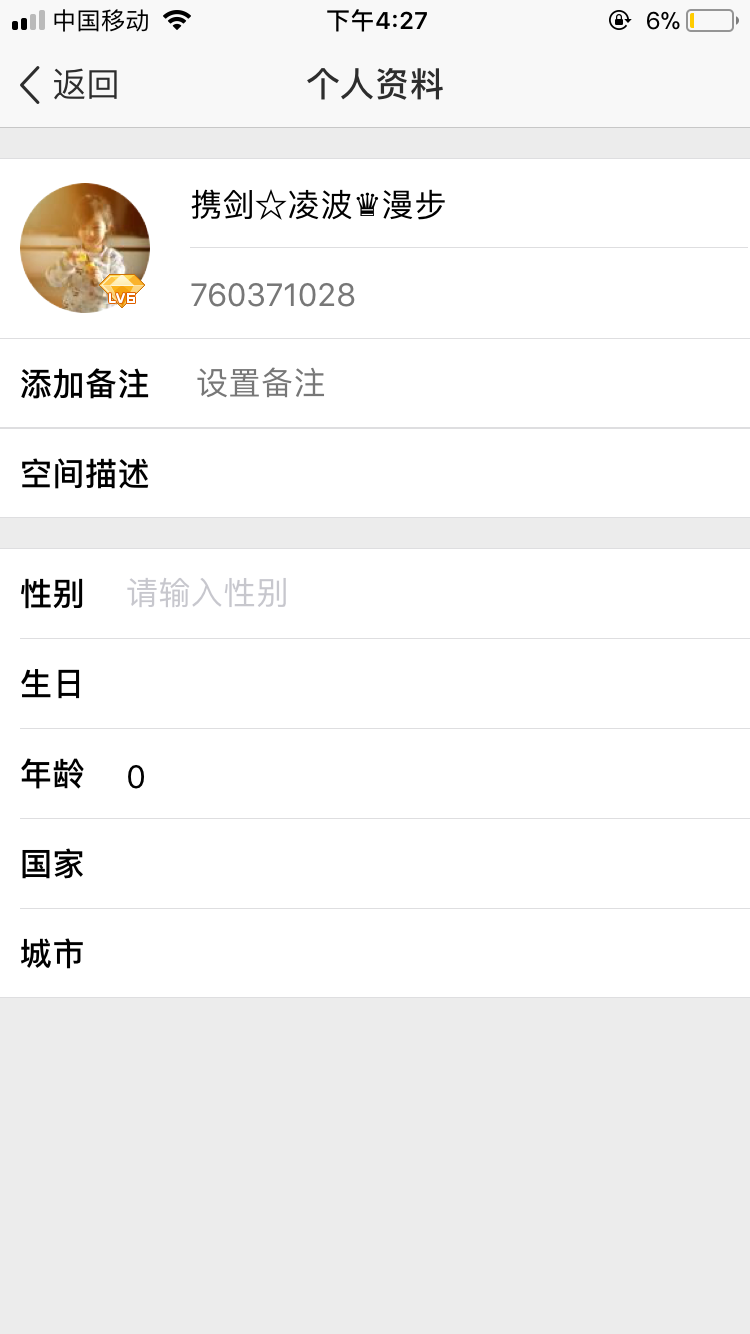 中国移动 下午4:27 6%
返回 个人资料
携剑☆凌波♛漫步
LV6
760371028
添加备注 设置备注
空间描述
性别 请输入性别
生日
年龄 0
国家
城市